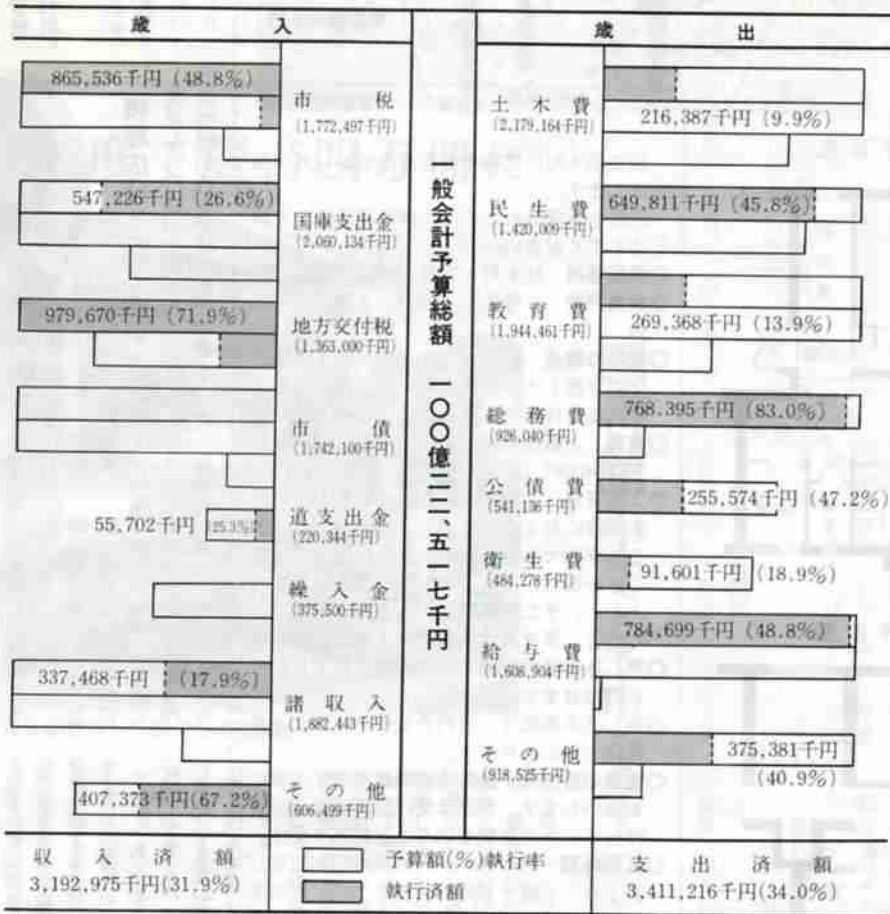 歳入
865,536千円 (48.8%)
市税
(1,772,497千円)
547,226千円 (26.6%)
国庫支出金
(2,060,134千円)
979,670千円 (71.9%)
地方交付税
(1,363,000千円)
市債
(1,742,100千円)
55,702千円 (25.3%)
道支出金
(220,344千円)
繰入金
(375,500千円)
337,468千円 (17.9%)
諸収入
(1,882,443千円)
407,373千円(67.2%)
その他
(606,499千円)
収入済額
3,192,975千円(31.9%)
一般会計予算総額 一〇〇億二二、五一七千円
歳出
土木費
(2,179,164千円)
216,387千円 (9.9%)
民生費
(1,420,009千円)
649,811千円 (45.8%)
教育費
(1,944,461千円)
269,368千円 (13.9%)
総務費
(926,040千円)
768,395千円 (83.0%)
公債費
(541,136千円)
255,574千円 (47.2%)
衛生費
(484,278千円)
91,601千円 (18.9%)
給与費
(1,608,904千円)
784,699千円 (48.8%)
その他
(918,525千円)
375,381千円
(40.9%)
予算額(%)執行率
執行済額
支出済額
3,411,216千円(34.0%)